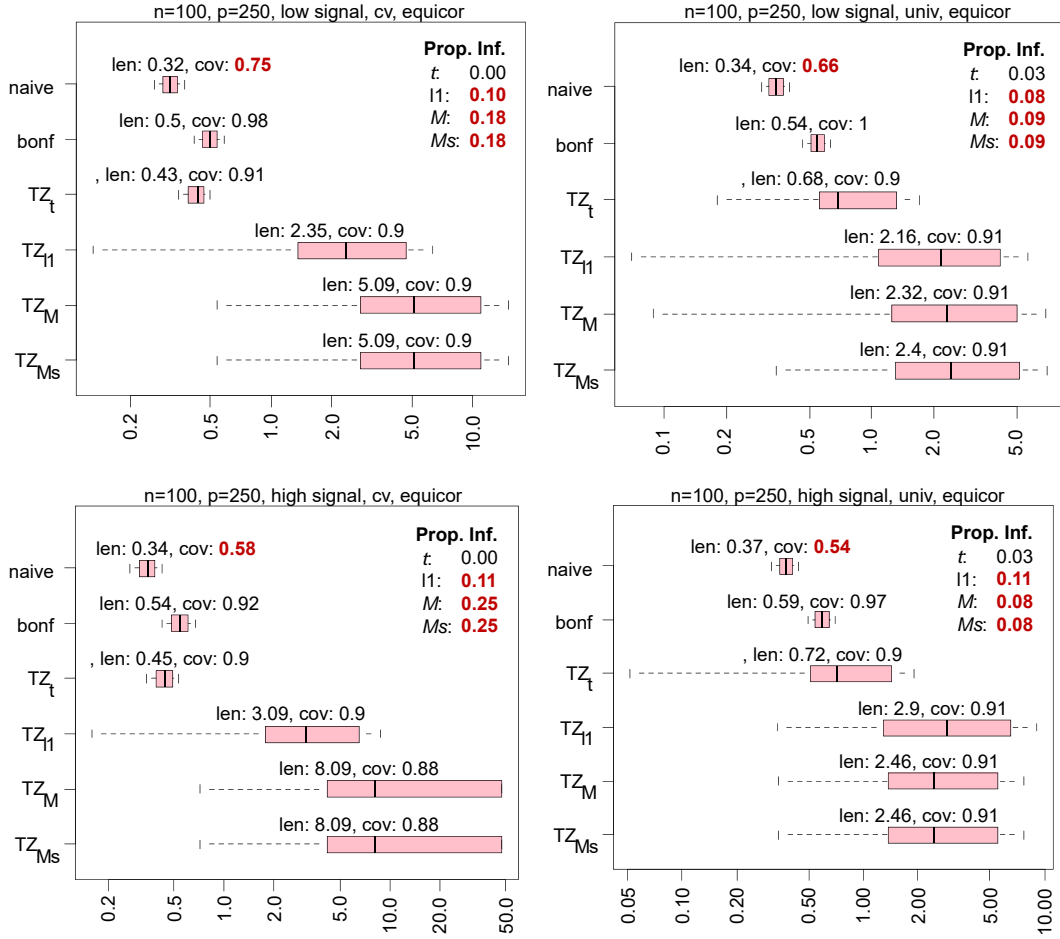 n=100, p=250, low signal, cv, equicor
len: 0.32, cov: 0.75
Prop. Inf.
t: 0.00
l1: 0.10
M: 0.18
Ms: 0.18
naive
len: 0.5, cov: 0.98
bonf
, len: 0.43, cov: 0.91
TZt
len: 2.35, cov: 0.9
TZl1
len: 5.09, cov: 0.9
TZM
len: 5.09, cov: 0.9
TZMs
0.2 0.5 1.0 2.0 5.0 10.0
n=100, p=250, low signal, univ, equicor
len: 0.34, cov: 0.66
Prop. Inf.
t: 0.03
l1: 0.08
M: 0.09
Ms: 0.09
naive
len: 0.54, cov: 1
bonf
, len: 0.68, cov: 0.9
TZt
len: 2.16, cov: 0.91
TZl1
len: 2.32, cov: 0.91
TZM
len: 2.4, cov: 0.91
TZMs
0.1 0.2 0.5 1.0 2.0 5.0
n=100, p=250, high signal, cv, equicor
len: 0.34, cov: 0.58
Prop. Inf.
t: 0.00
l1: 0.11
M: 0.25
Ms: 0.25
naive
len: 0.54, cov: 0.92
bonf
, len: 0.45, cov: 0.9
TZt
len: 3.09, cov: 0.9
TZl1
len: 8.09, cov: 0.88
TZM
len: 8.09, cov: 0.88
TZMs
0.2 0.5 1.0 2.0 5.0 10.0 20.0 50.0
n=100, p=250, high signal, univ, equicor
len: 0.37, cov: 0.54
Prop. Inf.
t: 0.03
l1: 0.11
M: 0.08
Ms: 0.08
naive
len: 0.59, cov: 0.97
bonf
, len: 0.72, cov: 0.9
TZt
len: 2.9, cov: 0.91
TZl1
len: 2.46, cov: 0.91
TZM
len: 2.46, cov: 0.91
TZMs
0.05 0.10 0.20 0.50 1.00 2.00 5.00 10.00